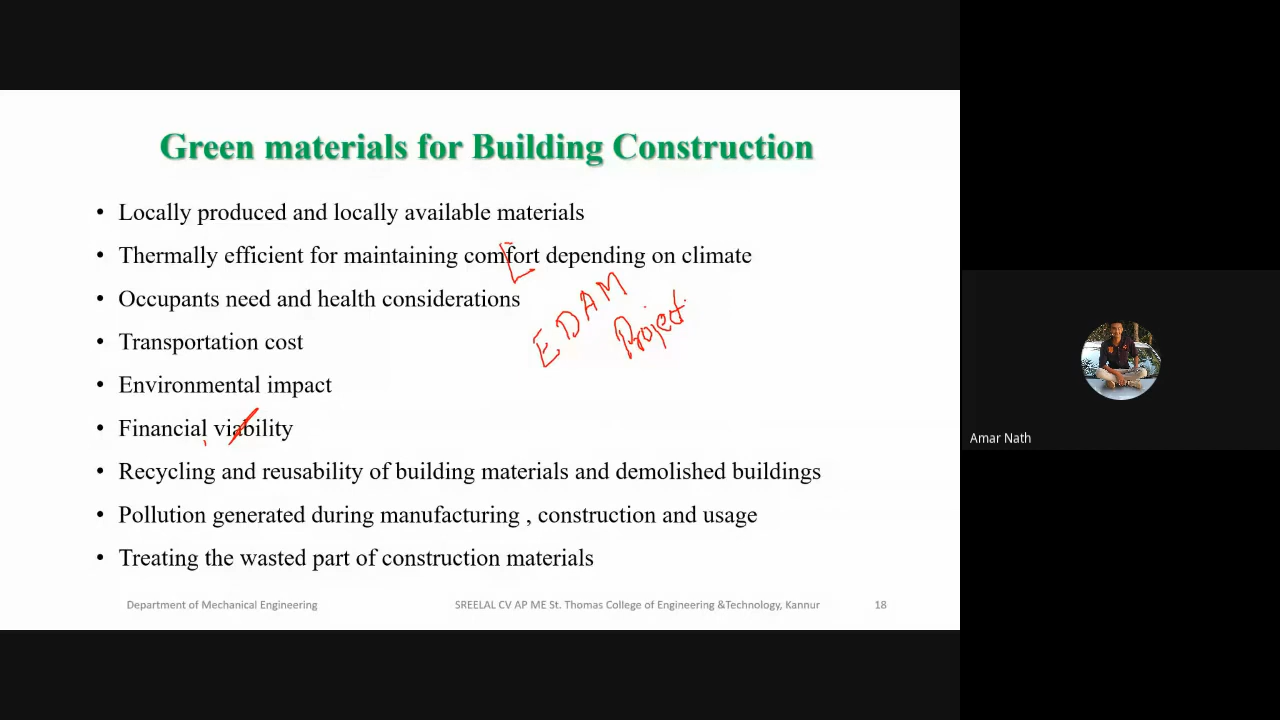 Green materials for Building Construction
• Locally produced and locally available materials
• Thermally efficient for maintaining comfort depending on climate
• Occupants need and health considerations
EDAM
Project
• Transportation cost
• Environmental impact
• Financial viability
• Recycling and reusability of building materials and demolished buildings
• Pollution generated during manufacturing , construction and usage
• Treating the wasted part of construction materials
Department of Mechanical Engineering
SREELAL CV AP ME St. Thomas College of Engineering &Technology, Kannur
18
Amar Nath